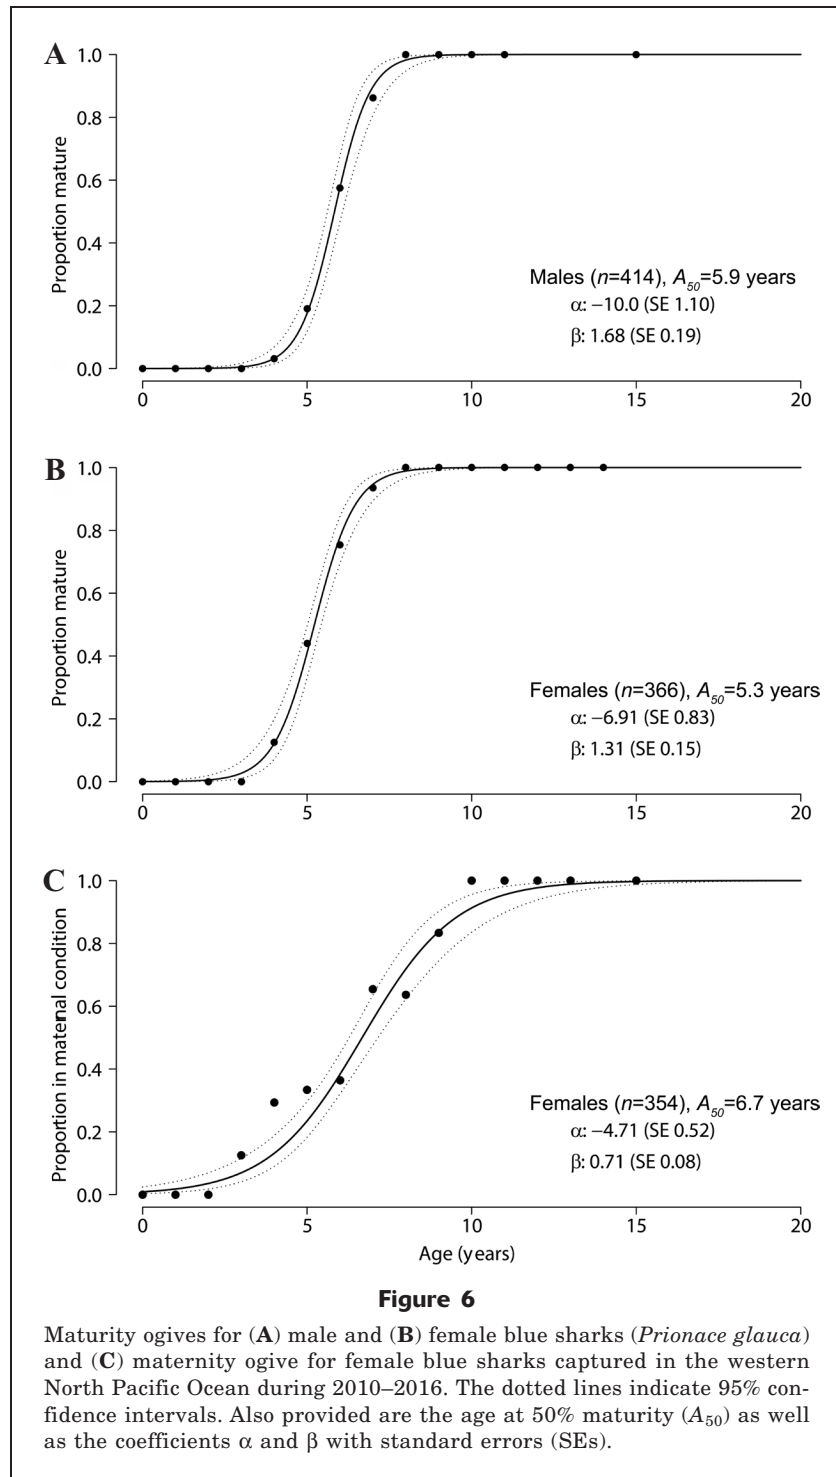 A
1.0
0.8
0.6
0.4
0.2
0.0
Proportion mature
Males (n=414), A50=5.9 years
α: −10.0 (SE 1.10)
β: 1.68 (SE 0.19)
0 5 10 15 20
B
1.0
0.8
0.6
0.4
0.2
0.0
Proportion mature
Females (n=366), A50=5.3 years
α: −6.91 (SE 0.83)
β: 1.31 (SE 0.15)
0 5 10 15 20
C
1.0
0.8
0.6
0.4
0.2
0.0
Proportion in maternal condition
Females (n=354), A50=6.7 years
α: −4.71 (SE 0.52)
β: 0.71 (SE 0.08)
0 5 10 15 20
Age (years)
Figure 6
Maturity ogives for (A) male and (B) female blue sharks (Prionace glauca)
and (C) maternity ogive for female blue sharks captured in the western
North Pacific Ocean during 2010–2016. The dotted lines indicate 95% con-
fidence intervals. Also provided are the age at 50% maturity (A50) as well
as the coefficients α and β with standard errors (SEs).